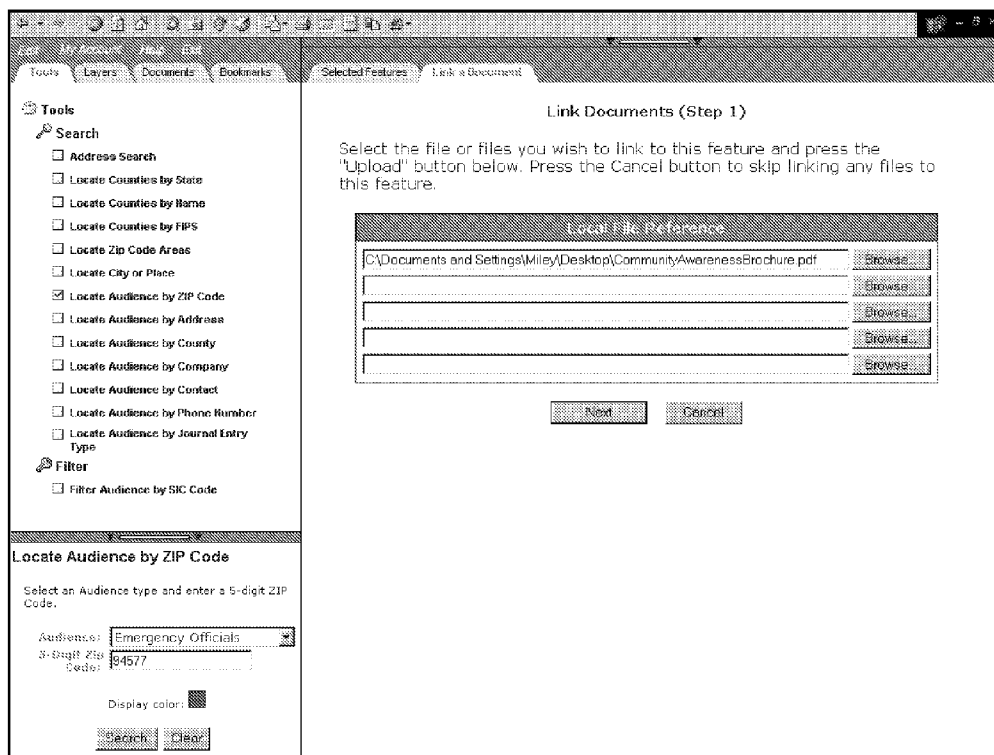 Edit My Account Help Exit
Tools Layers Documents Bookmarks
Tools
Search
Address Search
Locate Counties by State
Locate Counties by Name
Locate Counties by FIPS
Locate Zip Code Areas
Locate City or Place
Locate Audience by ZIP Code
Locate Audience by Address
Locate Audience by County
Locate Audience by Company
Locate Audience by Contact
Locate Audience by Phone Number
Locate Audience by Journal Entry
Type
Filter
Filter Audience by SIC Code
Locate Audience by ZIP Code
Select an Audience type and enter a 5-digit ZIP
Code.
Audience: Emergency Officials
5-Digit Zip
Code: 94577
Display color:
Search Clear
Selected Features Link a Document
Link Documents (Step 1)
Select the file or files you wish to link to this feature and press the
"Upload" button below. Press the Cancel button to skip linking any files to
this feature.
Local File Reference
C:\Documents and Settings\Miley\Desktop\CommunityAwarenessBrochure.pdf Browse...
Browse...
Browse...
Browse...
Browse...
Next Cancel